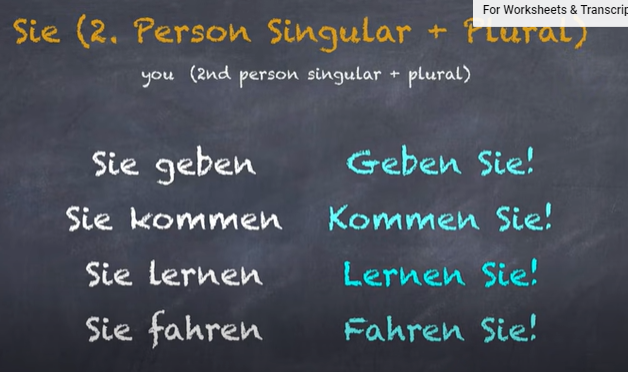 For Worksheets & Transcrip
Sie (2. Person Singular + Plural)
you (2nd person singular + plural)
Sie geben Geben Sie!
Sie kommen Kommen Sie!
Sie lernen Lernen Sie!
Sie fahren Fahren Sie!